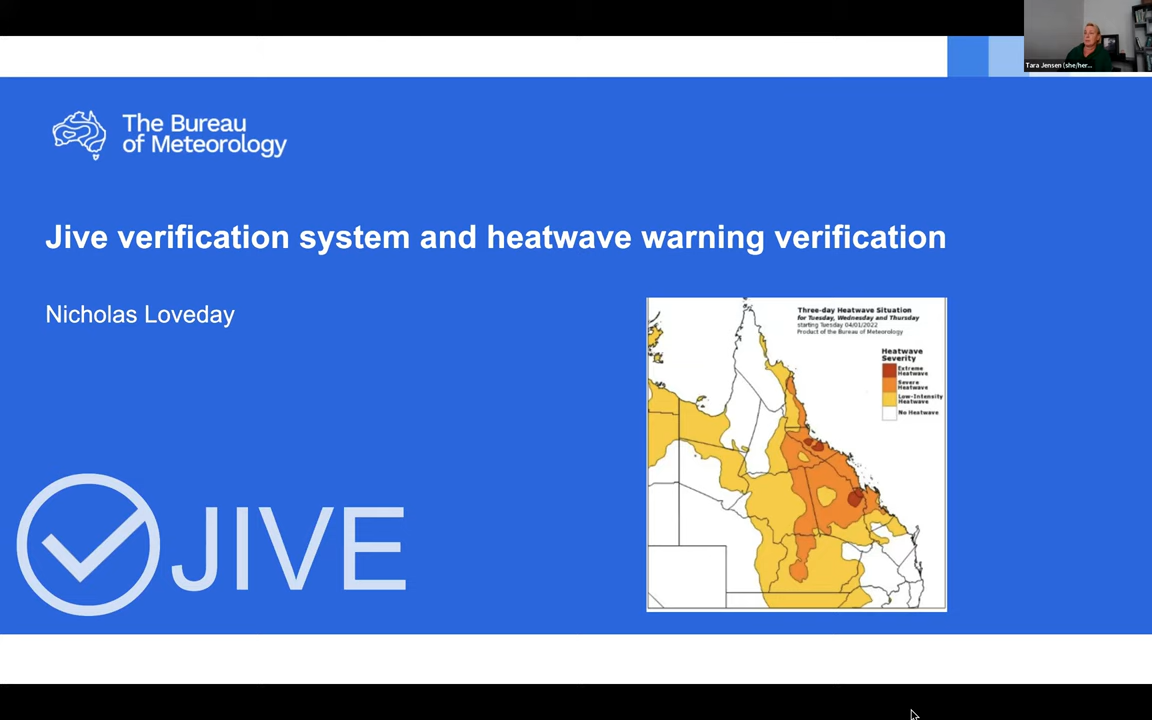 Tara Jensen (she/her...
The Bureau
of Meteorology
Jive verification system and heatwave warning verification
Nicholas Loveday
Three-day Heatwave Situation
for Tuesday, Wednesday and Thursday
starting Tuesday 04/01/2022
Product of the Bureau of Meteorology
Heatwave
Severity
Extreme
Heatwave
Severe
Heatwave
Low-Intensity
Heatwave
No Heatwave
JIVE